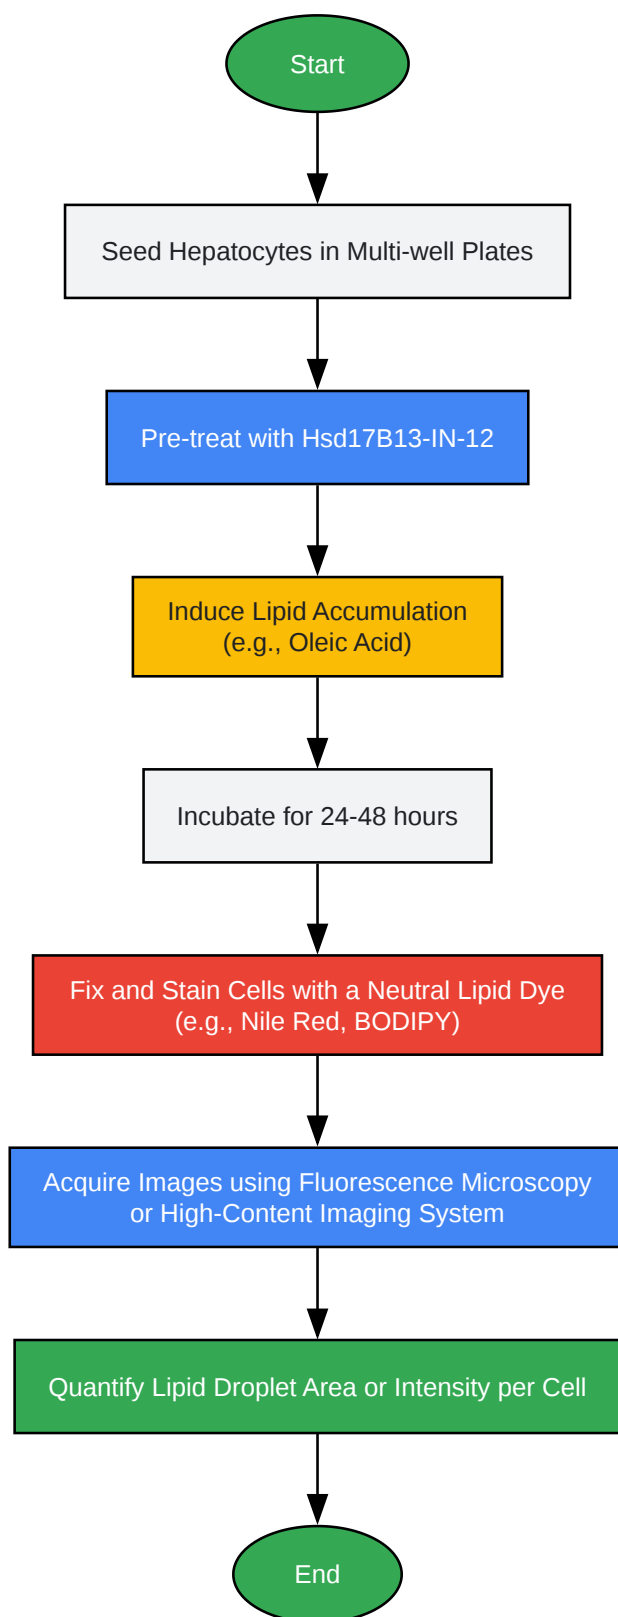 Start
Seed Hepatocytes in Multi-well Plates
Pre-treat with Hsd17B13-IN-12
Induce Lipid Accumulation
(e.g., Oleic Acid)
Incubate for 24-48 hours
Fix and Stain Cells with a Neutral Lipid Dye
(e.g., Nile Red, BODIPY)
Acquire Images using Fluorescence Microscopy
or High-Content Imaging System
Quantify Lipid Droplet Area or Intensity per Cell
End